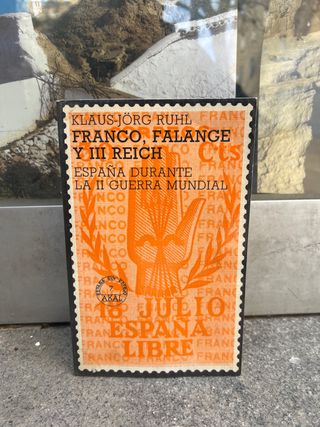 KLAUS-JÖRG RUHL
FRANCO, FALANGE
Y III REICH
ESPAÑA DURANTE
LA II GUERRA MUNDIAL
Cts
AKAL
18 JULIO
ESPAÑA
LIBRE
FRANCO